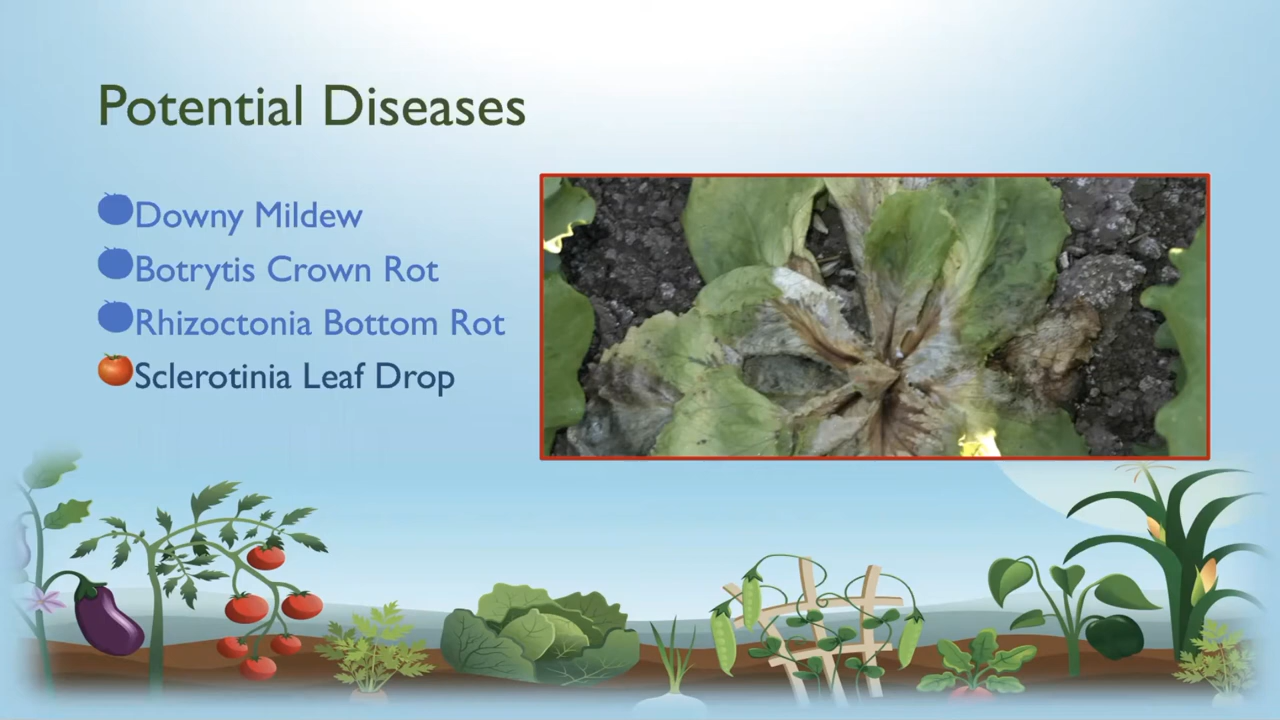 Potential Diseases
Downy Mildew
Botrytis Crown Rot
Rhizoctonia Bottom Rot
Sclerotinia Leaf Drop